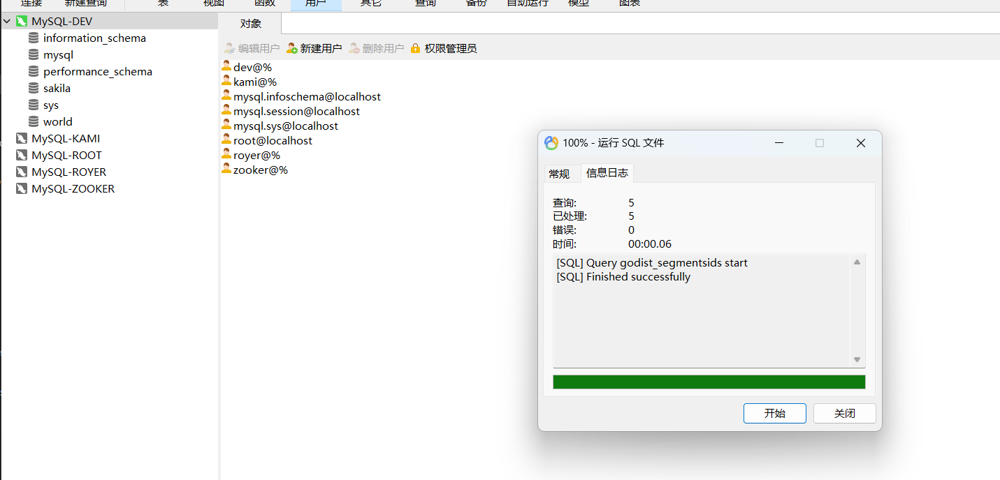 连接 新建查询 表 视图 函数 用户 其它 查询 备份 自动运行 模型 图表
MySQL-DEV
information_schema
mysql
performance_schema
sakila
sys
world
MySQL-KAMI
MySQL-ROOT
MySQL-ROYER
MySQL-ZOOKER
对象
编辑用户 新建用户 删除用户 权限管理员
dev@%
kami@%
mysql.infoschema@localhost
mysql.session@localhost
mysql.sys@localhost
root@localhost
royer@%
zooker@%
100% - 运行 SQL 文件
常规 信息日志
查询: 5
已处理: 5
错误: 0
时间: 00:00.06
[SQL] Query godist_segmentsids start
[SQL] Finished successfully
开始 关闭